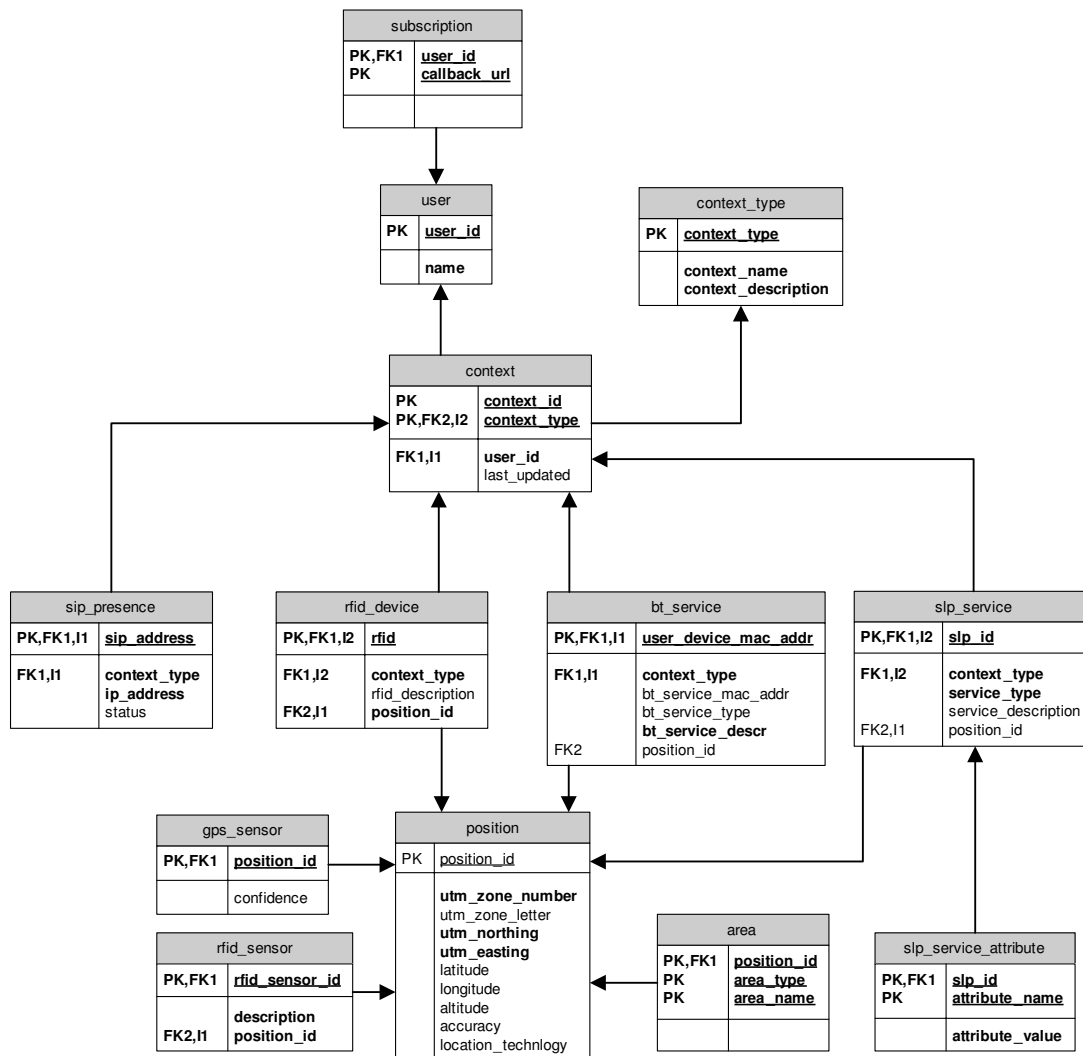 subscription
PK,FK1 user_id
PK callback_url
user
PK user_id
name
context_type
PK context_type
context_name
context_description
context
PK context_id
PK,FK2,I2 context_type
FK1,I1 user_id
last_updated
sip_presence
PK,FK1,I1 sip_address
FK1,I1 context_type
ip_address
status
rfid_device
PK,FK1,I2 rfid
FK1,I2 context_type
rfid_description
FK2,I1 position_id
bt_service
PK,FK1,I1 user_device_mac_addr
FK1,I1 context_type
bt_service_mac_addr
bt_service_type
bt_service_descr
FK2 position_id
slp_service
PK,FK1,I2 slp_id
FK1,I2 context_type
service_type
service_description
FK2,I1 position_id
gps_sensor
PK,FK1 position_id
confidence
position
PK position_id
utm_zone_number
utm_zone_letter
utm_northing
utm_easting
latitude
longitude
altitude
accuracy
location_technlogy
rfid_sensor
PK,FK1 rfid_sensor_id
description
FK2,I1 position_id
area
PK,FK1 position_id
PK area_type
PK area_name
slp_service_attribute
PK,FK1 slp_id
PK attribute_name
attribute_value